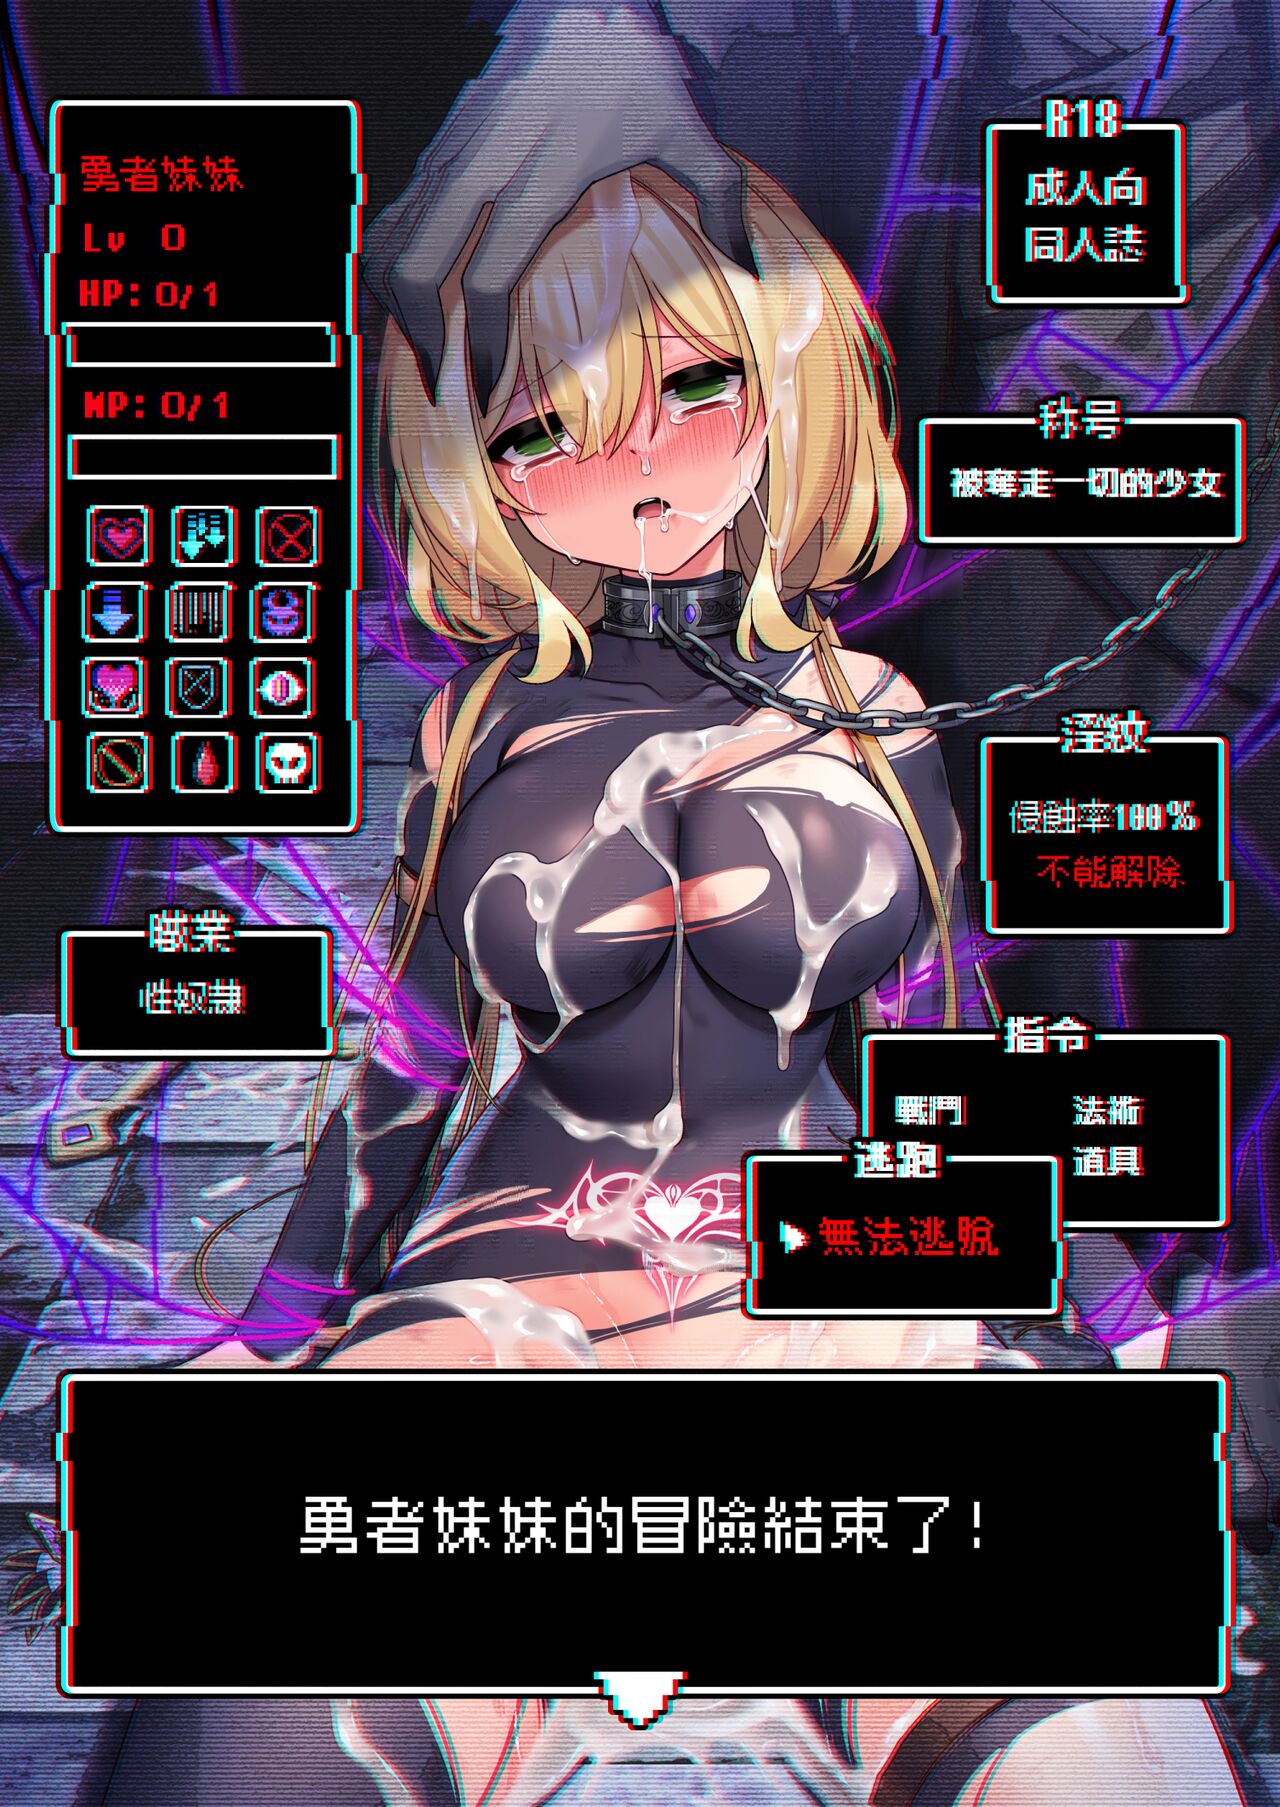 勇者妹妹
Lv 0
HP: 0/1
MP: 0/1
R18
成人向
同人誌
称号
被奪走一切的少女
淫紋
侵蝕率100%
不能解除
職業
性奴隸
指令
戰鬥 法術
道具
逃跑
無法逃脫
勇者妹妹的冒險結束了!